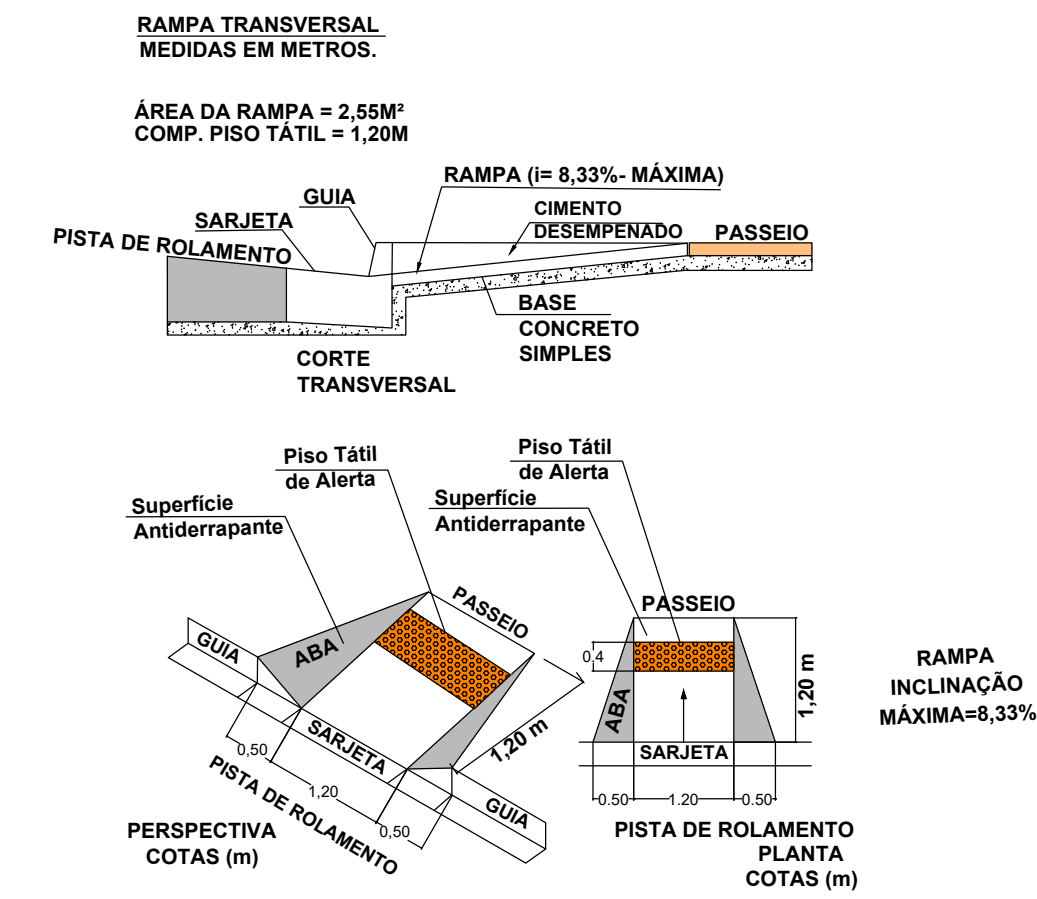 RAMPA TRANSVERSAL
MEDIDAS EM METROS.
ÁREA DA RAMPA = 2,55M²
COMP. PISO TÁTIL = 1,20M
RAMPA (i= 8,33%- MÁXIMA)
GUIA
CIMENTO
DESEMPENADO
SARJETA
PASSEIO
PISTA DE ROLAMENTO
BASE
CONCRETO
SIMPLES
CORTE
TRANSVERSAL
Piso Tátil
de Alerta
Superfície
Antiderrapante
PASSEIO
GUIA
ABA
SARJETA
1,20 m
0,50
1,20
0,50
GUIA
PISTA DE ROLAMENTO
PERSPECTIVA
COTAS (m)
Piso Tátil
de Alerta
Superfície
Antiderrapante
PASSEIO
0,4
ABA
1,20 m
SARJETA
0.50
1.20
0.50
PISTA DE ROLAMENTO
PLANTA
COTAS (m)
RAMPA
INCLINAÇÃO
MÁXIMA=8,33%